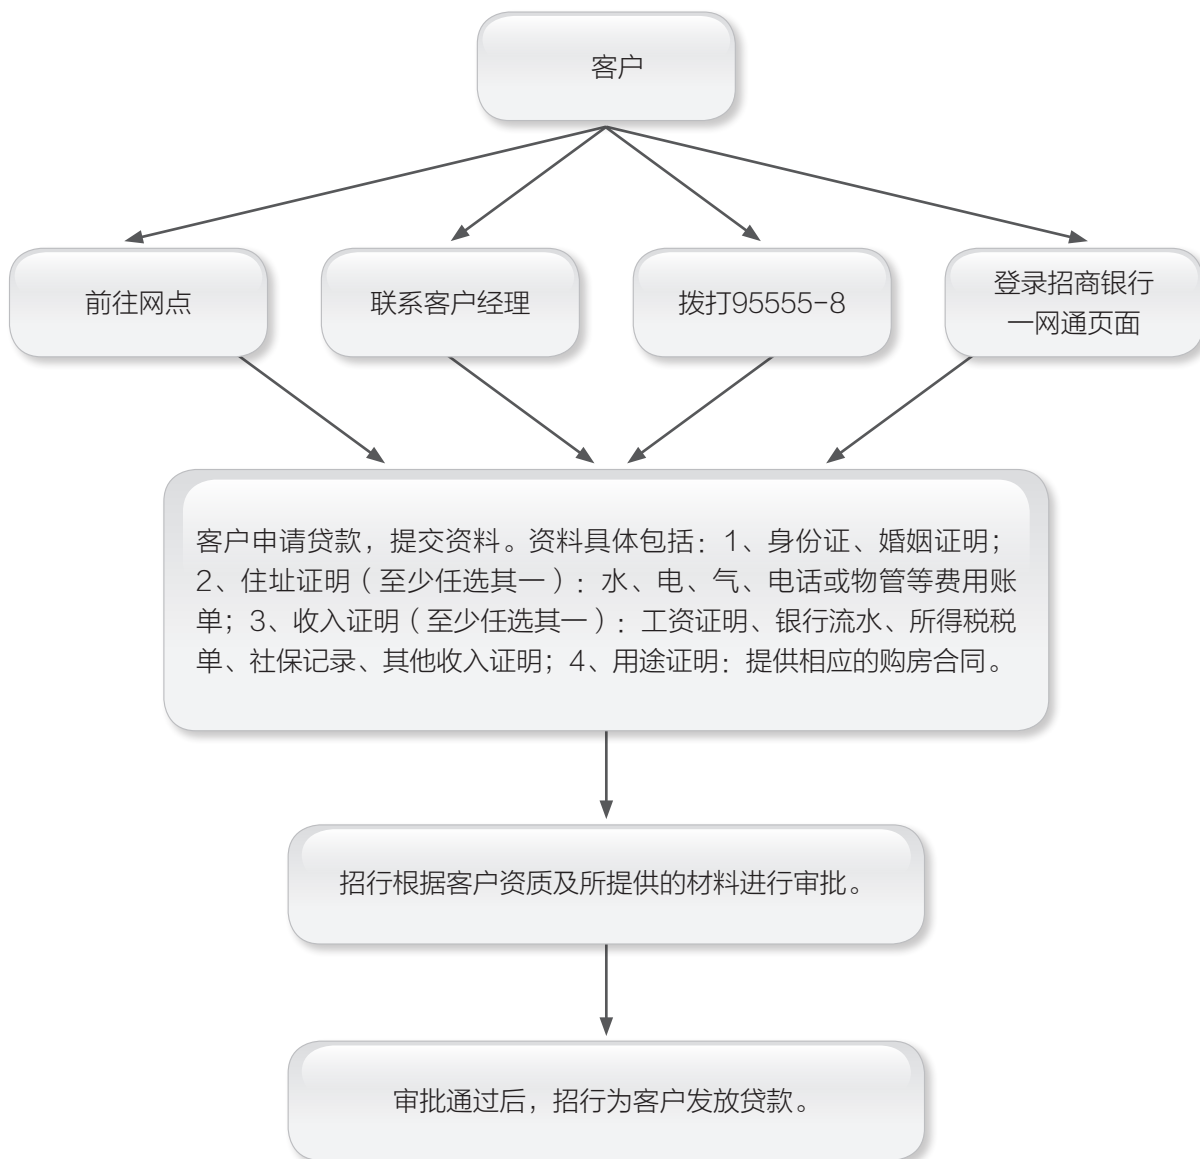 客户
前往网点
联系客户经理
拨打95555-8
登录招商银行
一网通页面
客户申请贷款，提交资料。资料具体包括：1、身份证、婚姻证明；
2、住址证明（至少任选其一）：水、电、气、电话或物管等费用账
单；3、收入证明（至少任选其一）：工资证明、银行流水、所得税税
单、社保记录、其他收入证明；4、用途证明：提供相应的购房合同。
招行根据客户资质及所提供的材料进行审批。
审批通过后，招行为客户发放贷款。